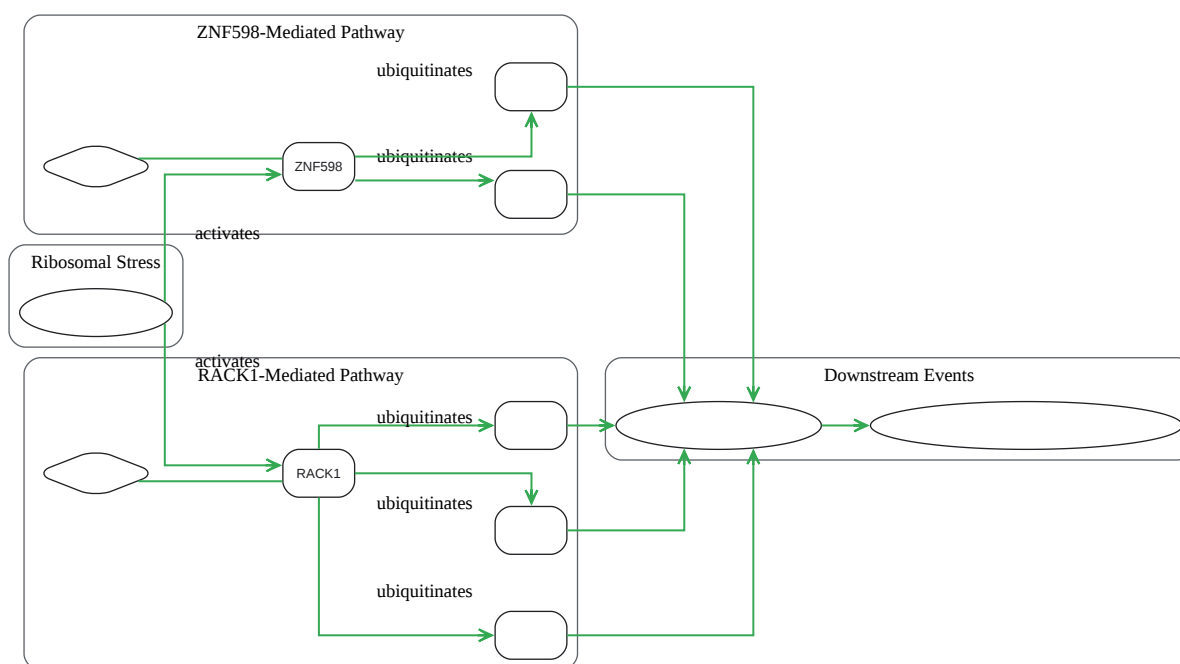 ZNF598-Mediated Pathway
ubiquitinates
ubiquitinates
ZNF598
activates
Ribosomal Stress
activates
RACK1-Mediated Pathway
Downstream Events
ubiquitinates
RACK1
ubiquitinates
ubiquitinates